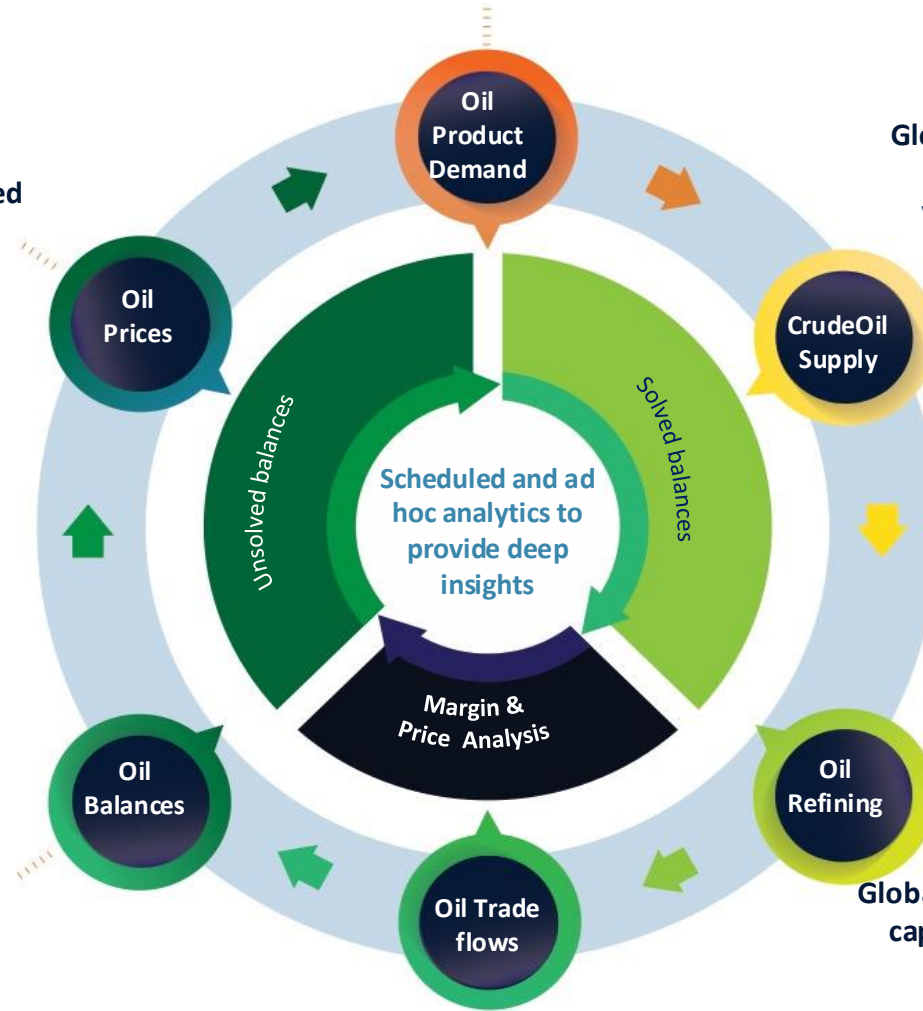 Oil
Product
Demand
CrudeOil
Supply
Oil
Refining
Oil Trade
flows
Oil
Balances
Oil
Prices
Solved balances
Margin &
Price Analysis
Unsolved balances
Scheduled and ad
hoc analytics to
provide deep
insights